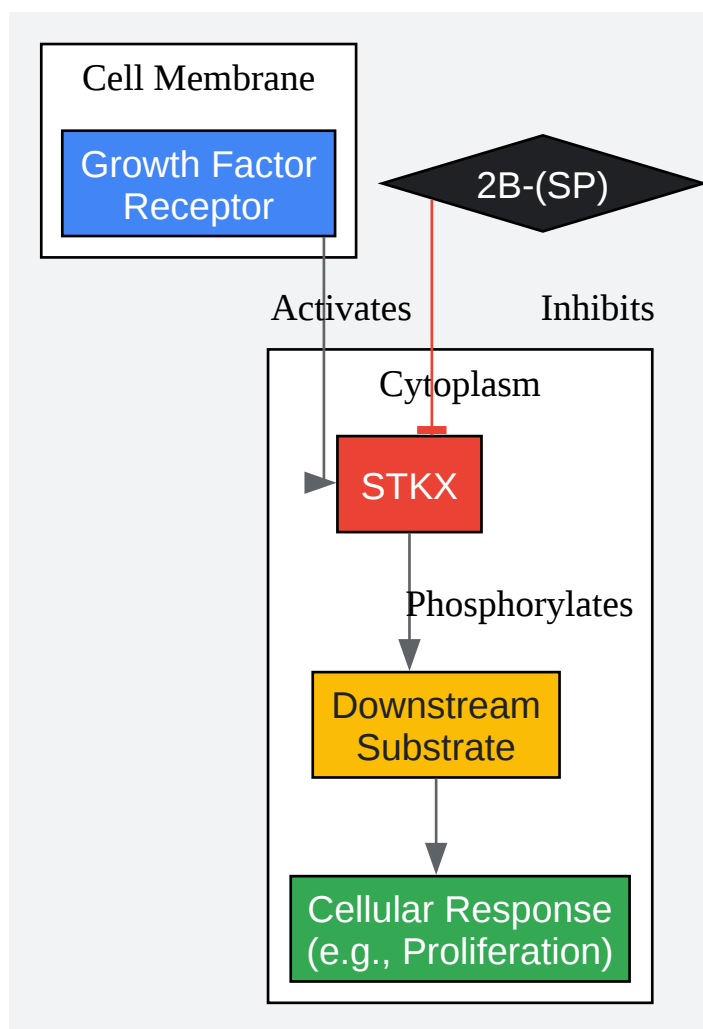 Cell Membrane
Growth Factor
Receptor
2B-(SP)
Activates
Inhibits
Cytoplasm
STKX
Phosphorylates
Downstream
Substrate
Cellular Response
(e.g., Proliferation)